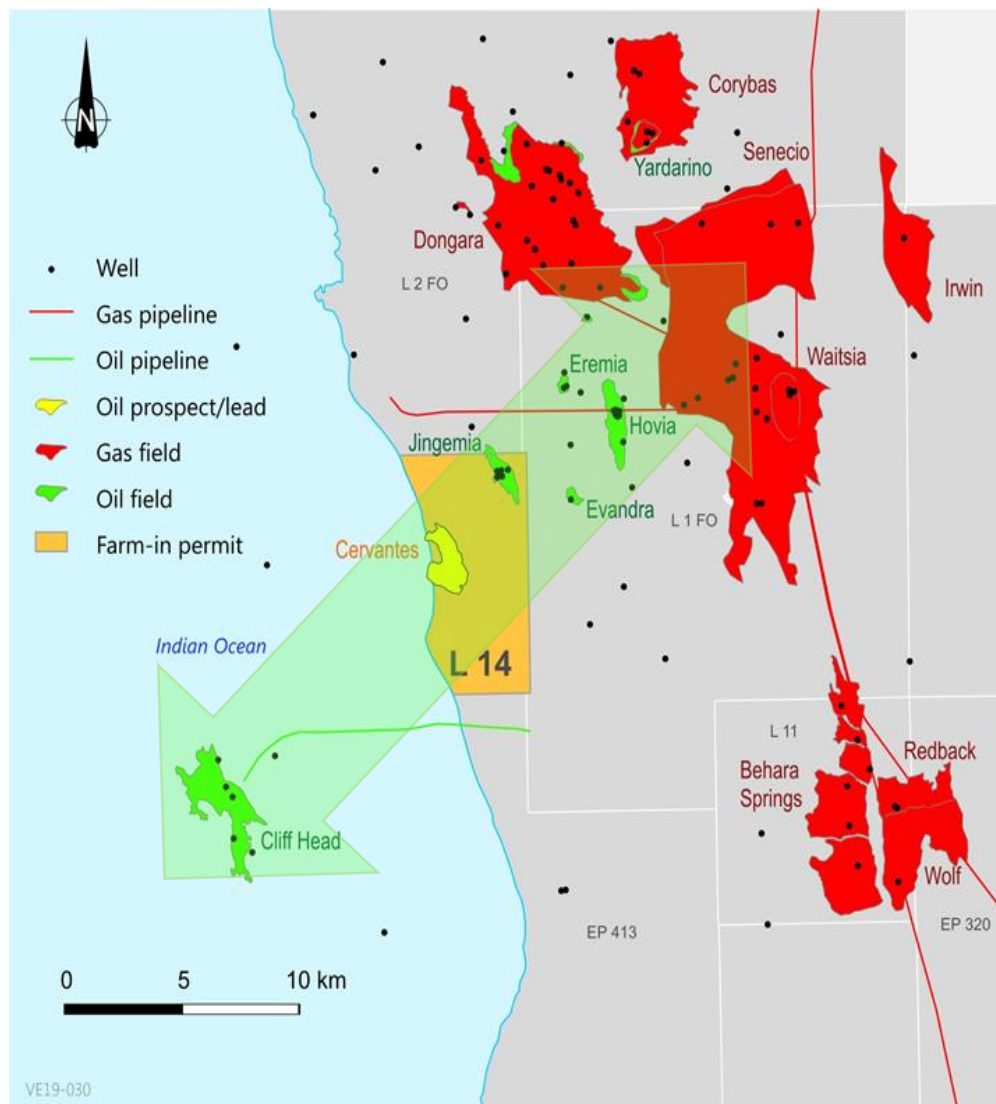 N
Corybas
Senecio
Yardarino
Dongara
L 2 FO
Irwin
Well
Gas pipeline
Oil pipeline
Oil prospect/lead
Gas field
Oil field
Farm-in permit
Eremia
Waitsia
Hovia
Jingemia
Evandra
L 1 FO
Cervantes
Indian Ocean
L 14
L 11
Redback
Behara
Springs
Cliff Head
Wolf
EP 413
EP 320
0 5 10 km
VE19-030